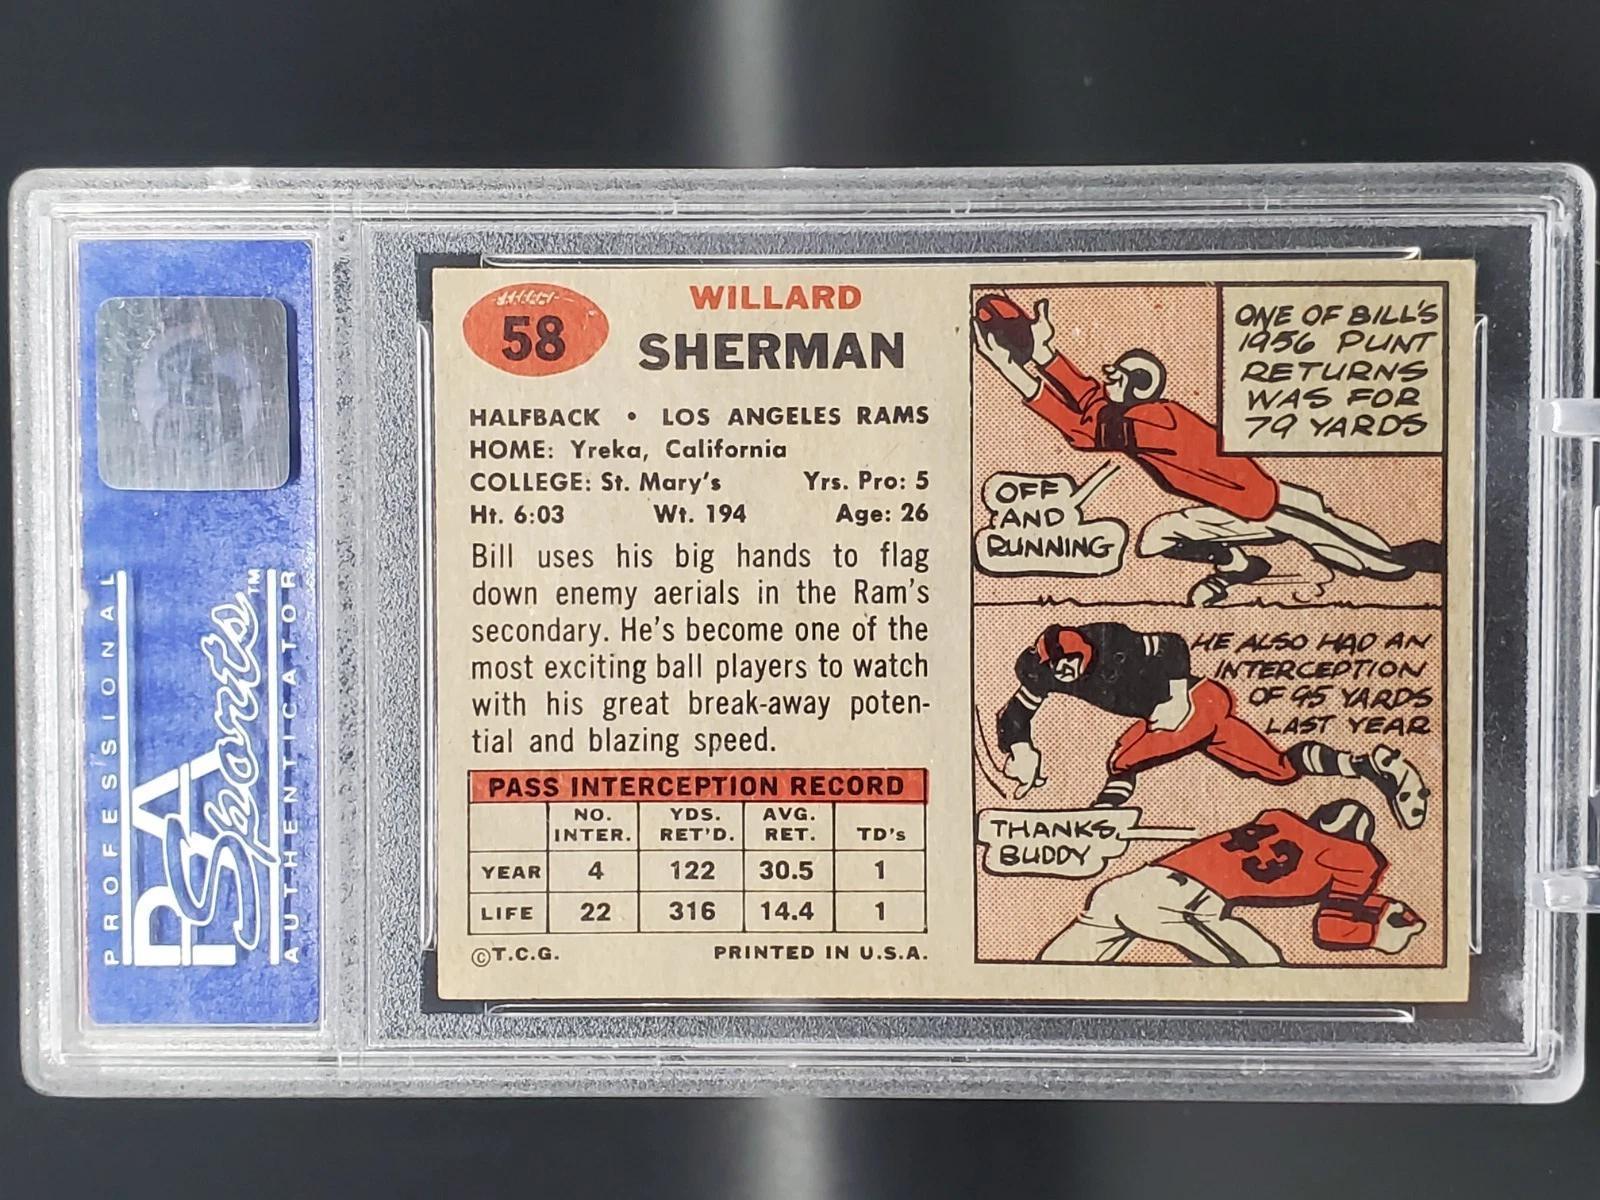 PROFESSIONAL
PSA
Sports™
AUTHENTICATOR
58
WILLARD
SHERMAN
HALFBACK • LOS ANGELES RAMS
HOME: Yreka, California
COLLEGE: St. Mary's Yrs. Pro: 5
Ht. 6:03 Wt. 194 Age: 26
Bill uses his big hands to flag
down enemy aerials in the Ram's
secondary. He's become one of the
most exciting ball players to watch
with his great break-away poten-
tial and blazing speed.
PASS INTERCEPTION RECORD
NO. INTER. YDS. RET'D. AVG. RET. TD's
YEAR 4 122 30.5 1
LIFE 22 316 14.4 1
©T.C.G. PRINTED IN U.S.A.
ONE OF BILL'S
1956 PUNT
RETURNS
WAS FOR
79 YARDS
OFF
AND
RUNNING
HE ALSO HAD AN
INTERCEPTION
OF 95 YARDS
LAST YEAR
THANKS,
BUDDY
43